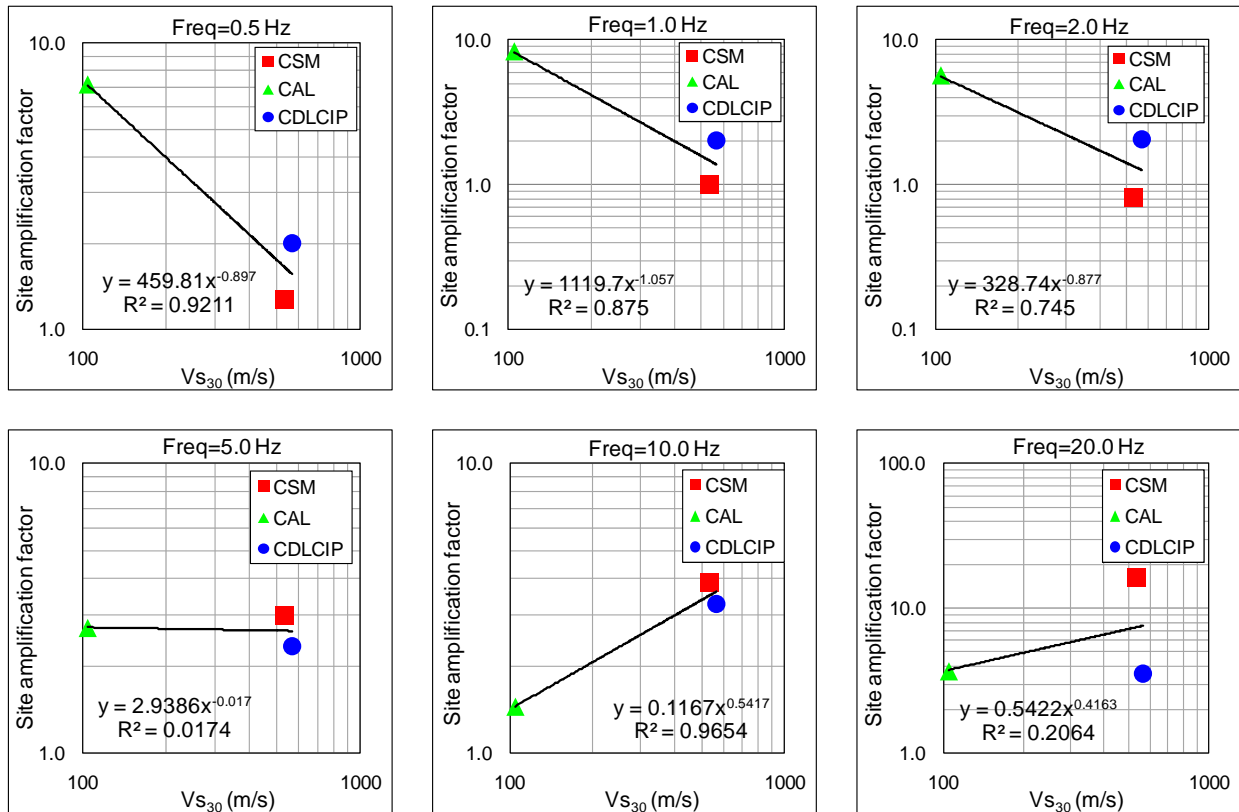 Freq=0.5 Hz
10.0
CSM
CAL
CDLCIP
Site amplification factor
y = 459.81x^-0.897
R² = 0.9211
1.0
100
1000
Vs₃₀ (m/s)
Freq=1.0 Hz
10.0
CSM
CAL
CDLCIP
1.0
Site amplification factor
y = 1119.7x^-1.057
R² = 0.875
0.1
100
1000
Vs₃₀ (m/s)
Freq=2.0 Hz
10.0
CSM
CAL
CDLCIP
1.0
Site amplification factor
y = 328.74x^-0.877
R² = 0.745
0.1
100
1000
Vs₃₀ (m/s)
Freq=5.0 Hz
10.0
CSM
CAL
CDLCIP
Site amplification factor
y = 2.9386x^-0.017
R² = 0.0174
1.0
100
1000
Vs₃₀ (m/s)
Freq=10.0 Hz
10.0
CSM
CAL
CDLCIP
Site amplification factor
y = 0.1167x^0.5417
R² = 0.9654
1.0
100
1000
Vs₃₀ (m/s)
Freq=20.0 Hz
100.0
CSM
CAL
CDLCIP
10.0
Site amplification factor
y = 0.5422x^0.4163
R² = 0.2064
1.0
100
1000
Vs₃₀ (m/s)